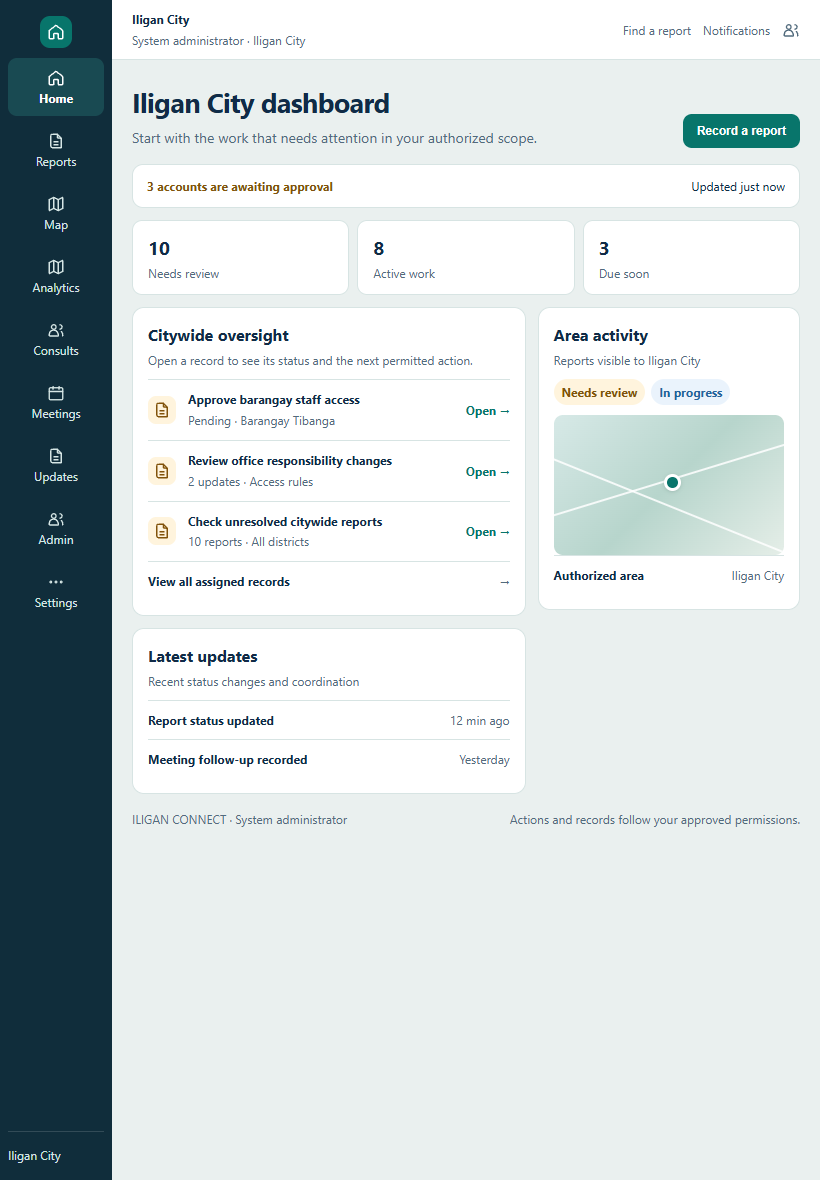 Home
Reports
Map
Analytics
Consults
Meetings
Updates
Admin
Settings
Iligan City
Iligan City
System administrator · Iligan City
Find a report
Notifications
Iligan City dashboard
Start with the work that needs attention in your authorized scope.
Record a report
3 accounts are awaiting approval
Updated just now
10
Needs review
8
Active work
3
Due soon
Citywide oversight
Open a record to see its status and the next permitted action.
Approve barangay staff access
Pending · Barangay Tibanga
Open →
Review office responsibility changes
2 updates · Access rules
Open →
Check unresolved citywide reports
10 reports · All districts
Open →
View all assigned records →
Area activity
Reports visible to Iligan City
Needs review
In progress
Authorized area
Iligan City
Latest updates
Recent status changes and coordination
Report status updated
12 min ago
Meeting follow-up recorded
Yesterday
ILIGAN CONNECT · System administrator
Actions and records follow your approved permissions.